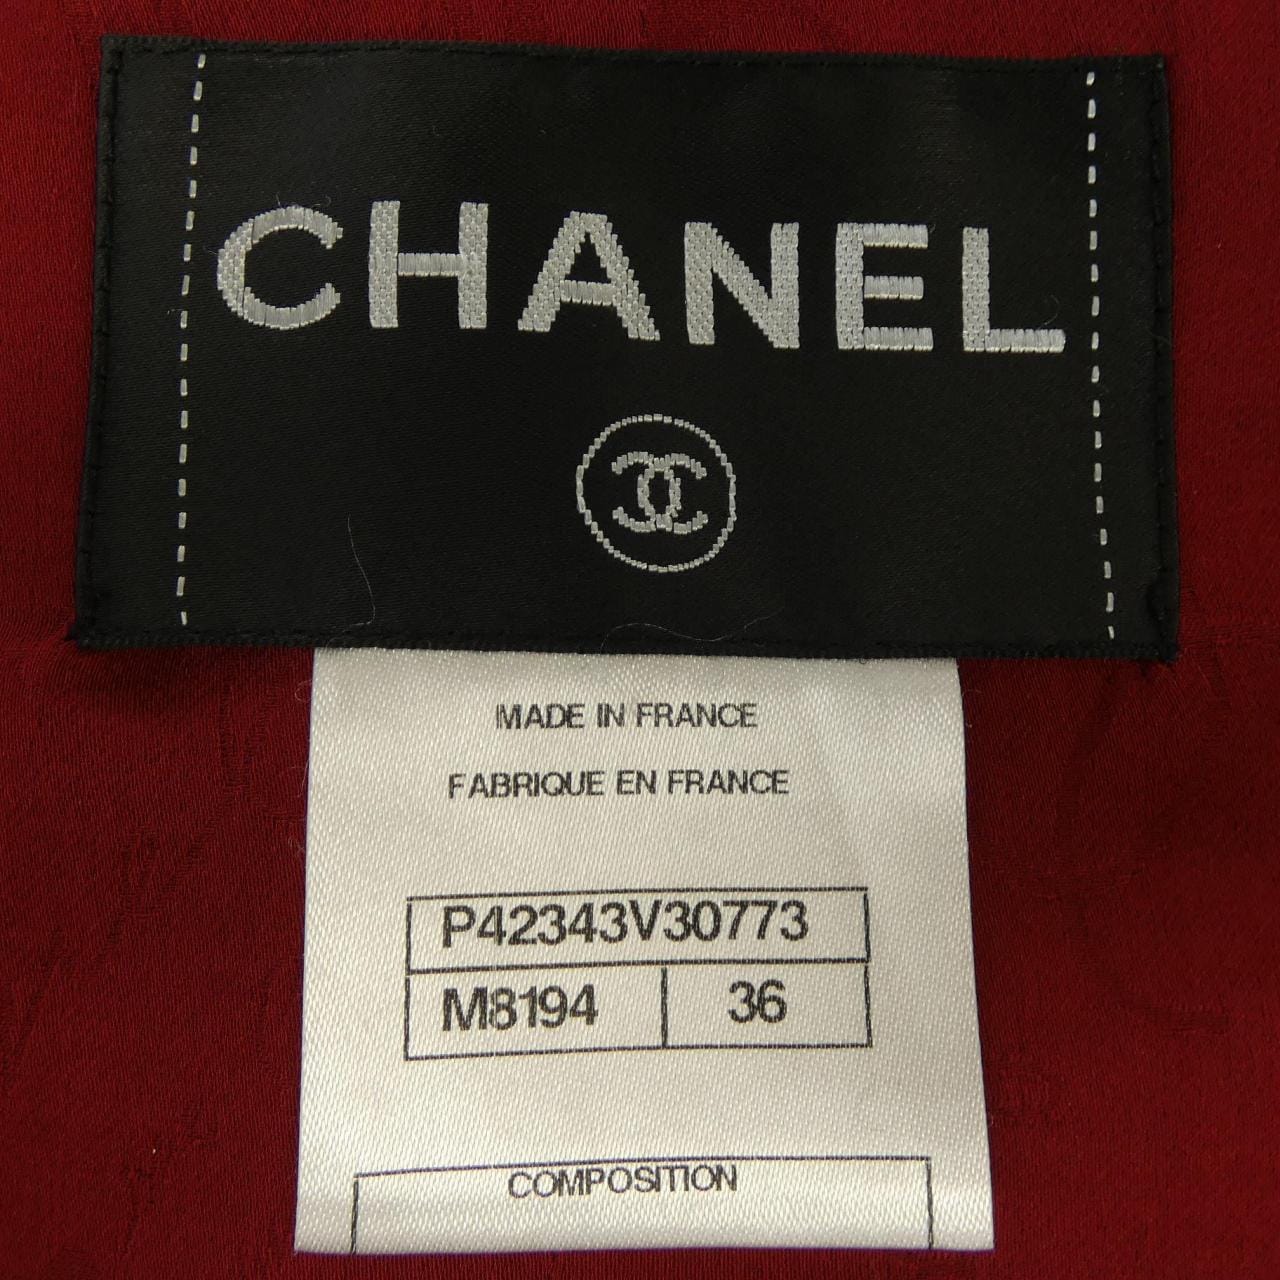 CHANEL
MADE IN FRANCE
FABRIQUE EN FRANCE
P42343V30773
M8194 36
COMPOSITION